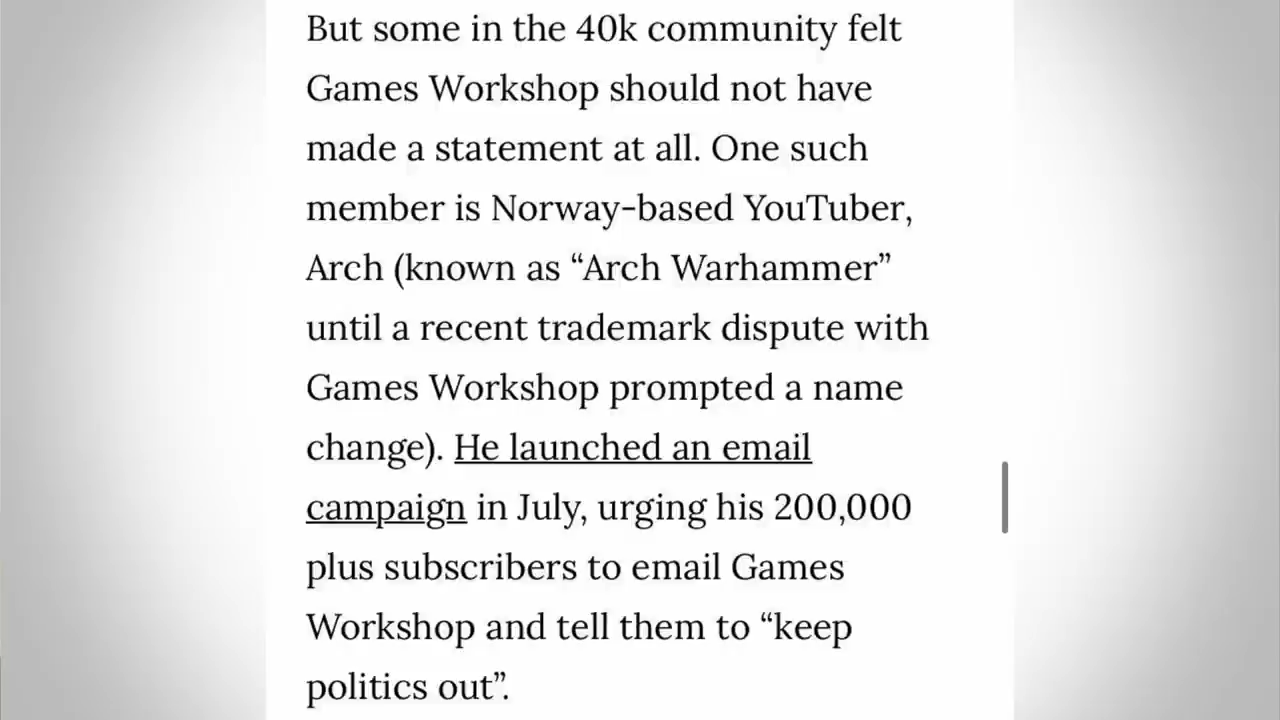 But some in the 40k community felt
Games Workshop should not have
made a statement at all. One such
member is Norway-based YouTuber,
Arch (known as “Arch Warhammer”
until a recent trademark dispute with
Games Workshop prompted a name
change). He launched an email
campaign in July, urging his 200,000
plus subscribers to email Games
Workshop and tell them to “keep
politics out”.